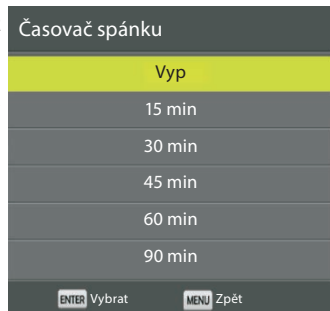 Časovač spánku
Vyp
15 min
30 min
45 min
60 min
90 min
ENTER Vybrat MENU Zpět